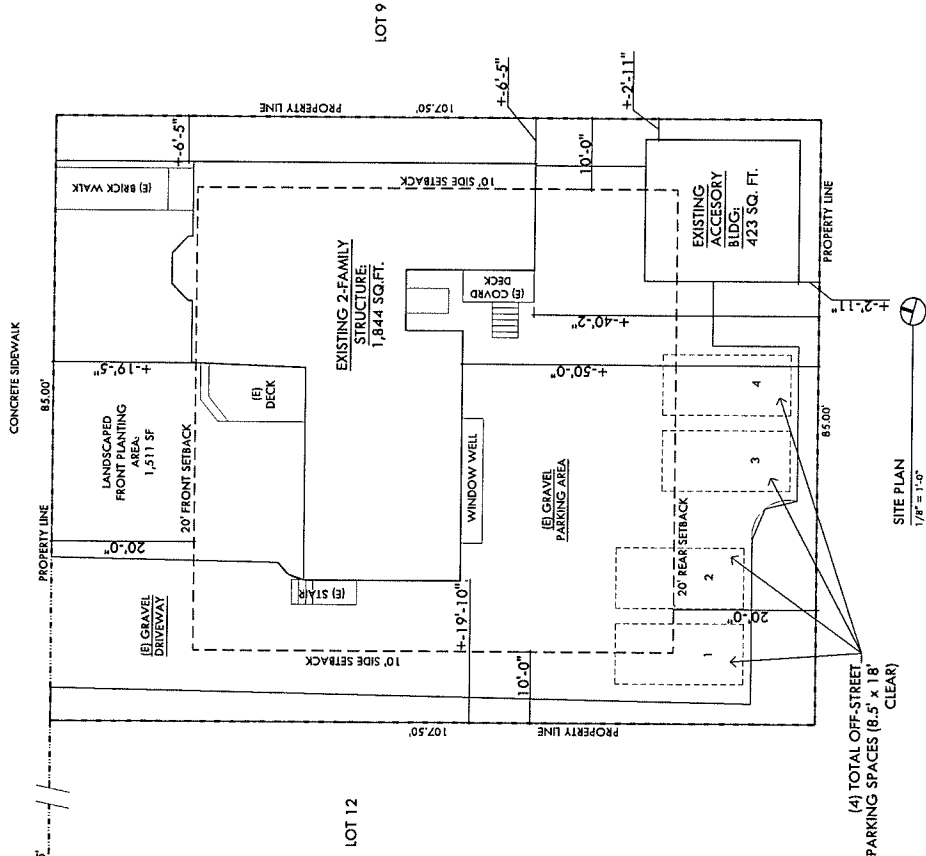 CONCRETE SIDEWALK
PROPERTY LINE
85.00'
LOT 9
LOT 12
(E) GRAVEL
DRIVEWAY
20'-0"
LANDSCAPED
FRONT PLANTING
AREA:
1,511 SF
20' FRONT SETBACK
+-19'-5"
(E)
DECK
(E) BRICK WALK
+-6'-5"
PROPERTY LINE
107.50'
10' SIDE SETBACK
EXISTING 2-FAMILY
STRUCTURE:
1,844 SQ.FT.
(E) COVRD
DECK
+-6'-5"
10'-0"
+-2'-11"
EXISTING
ACCESORY
BLDG:
423 SQ. FT.
PROPERTY LINE
+-2'-11"
+-40'-2"
+-50'-0"
WINDOW WELL
(E) STAIR
+-19'-10"
10' SIDE SETBACK
10'-0"
107.50'
PROPERTY LINE
(E) GRAVEL
PARKING AREA
20' REAR SETBACK
20'-0"
1
2
3
4
85.00'
(4) TOTAL OFF-STREET
PARKING SPACES (8.5' x 18'
CLEAR)
1
SITE PLAN
1/8" = 1'-0"